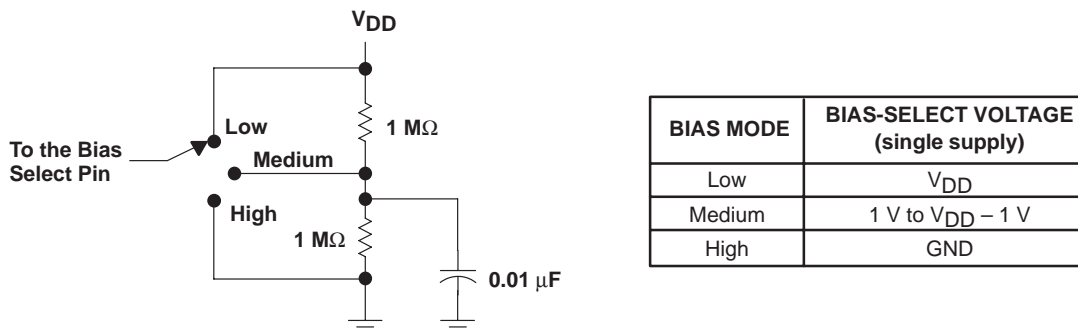 VDD
Low
1 MΩ
To the Bias
Select Pin
Medium
High
1 MΩ
0.01 μF
BIAS MODE
BIAS-SELECT VOLTAGE
(single supply)
Low
VDD
Medium
1 V to VDD – 1 V
High
GND